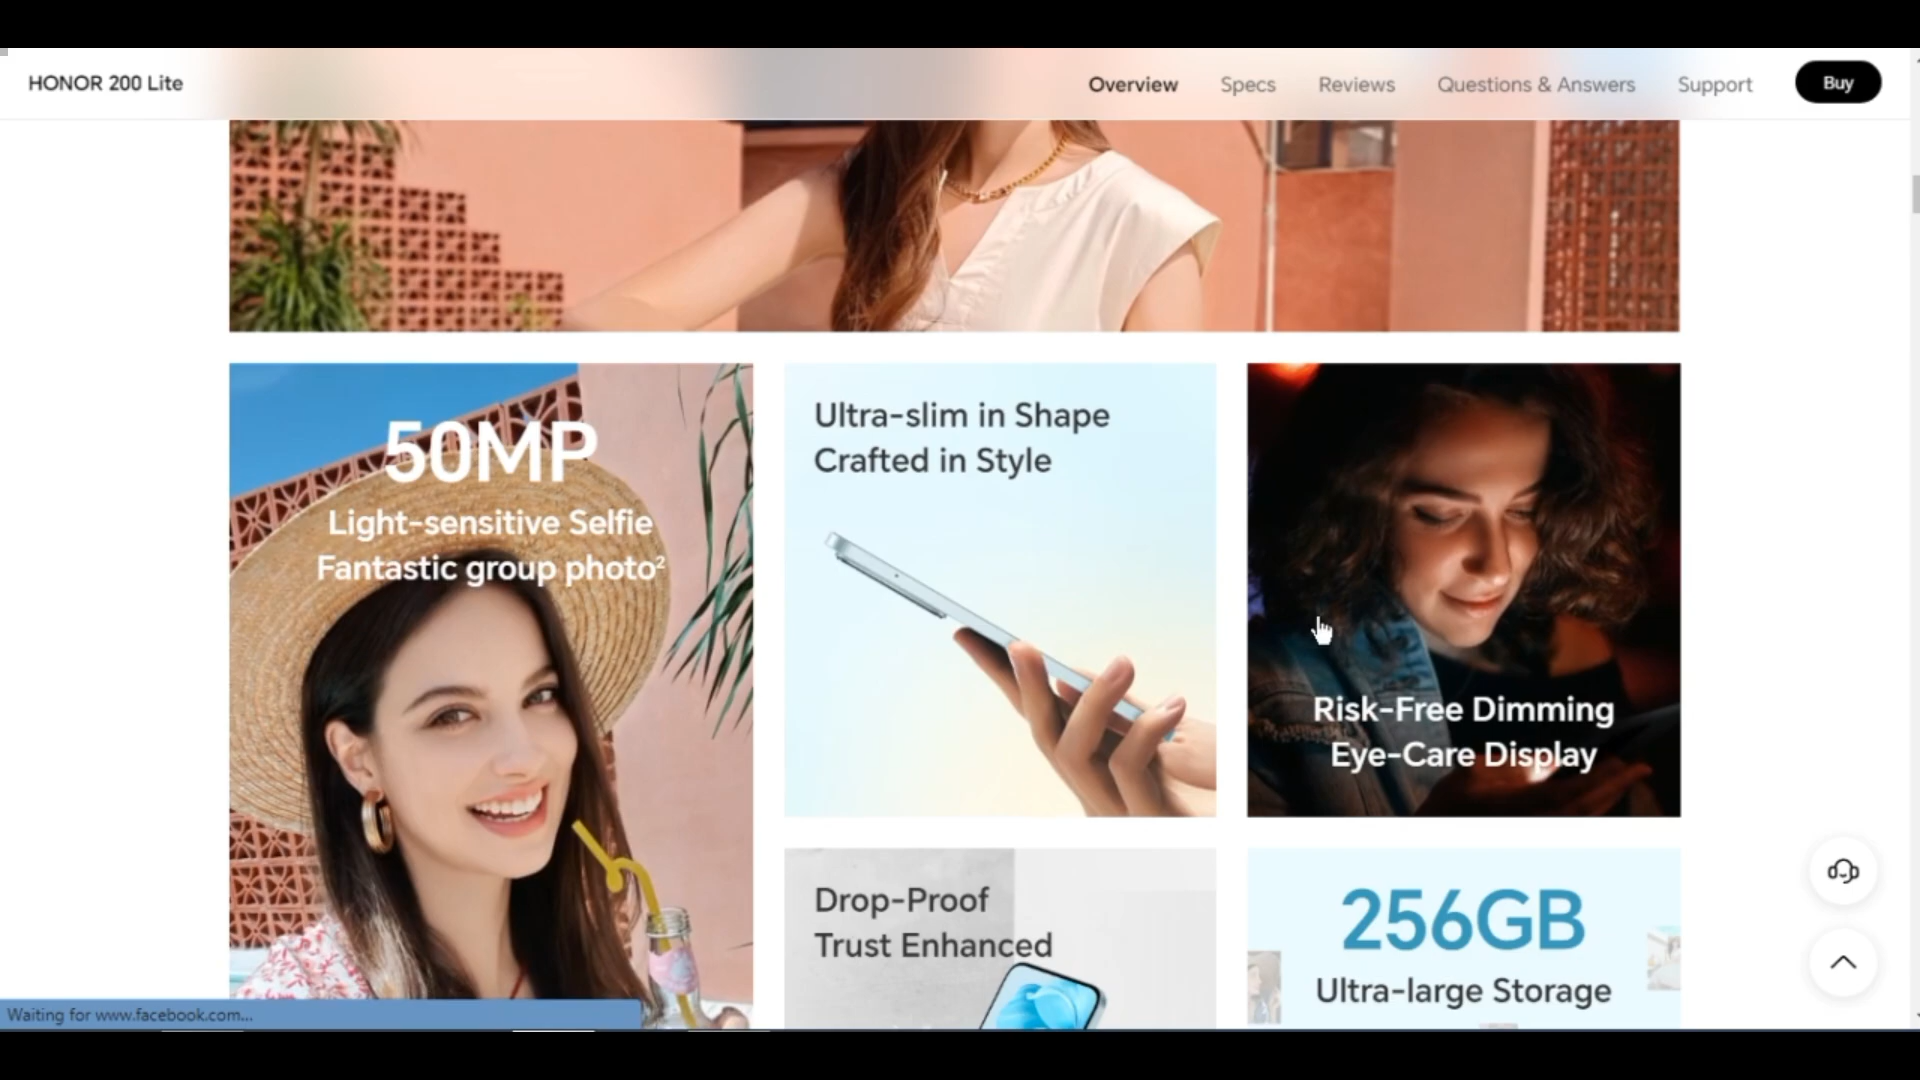 HONOR 200 Lite
Overview
Specs
Reviews
Questions & Answers
Support
Buy
50MP
Light-sensitive Selfie
Fantastic group photo²
Ultra-slim in Shape
Crafted in Style
Risk-Free Dimming
Eye-Care Display
Drop-Proof
Trust Enhanced
256GB
Ultra-large Storage
Waiting for www.facebook.com...